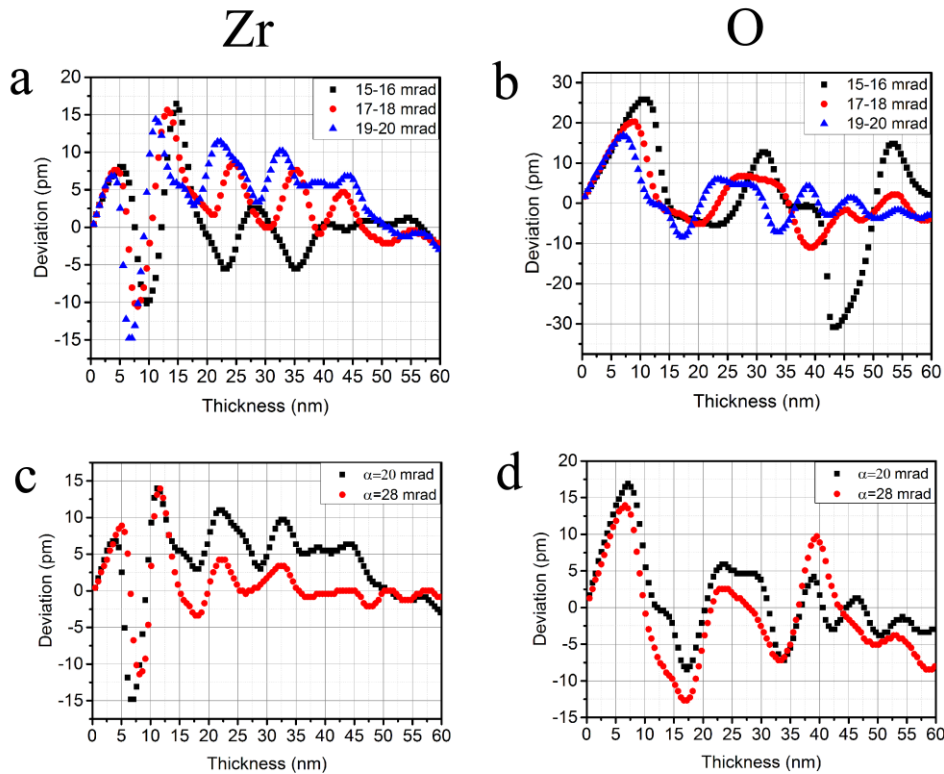 Zr
O
a
20
15
10
5
0
-5
-10
-15
Deviation (pm)
15-16 mrad
17-18 mrad
19-20 mrad
0 5 10 15 20 25 30 35 40 45 50 55 60
Thickness (nm)
b
30
20
10
0
-10
-20
-30
Deviation (pm)
15-16 mrad
17-18 mrad
19-20 mrad
0 5 10 15 20 25 30 35 40 45 50 55 60
Thickness (nm)
c
15
10
5
0
-5
-10
-15
Deviation (pm)
α=20 mrad
α=28 mrad
0 5 10 15 20 25 30 35 40 45 50 55 60
Thickness (nm)
d
20
15
10
5
0
-5
-10
-15
Deviation (pm)
α=20 mrad
α=28 mrad
0 5 10 15 20 25 30 35 40 45 50 55 60
Thickness (nm)